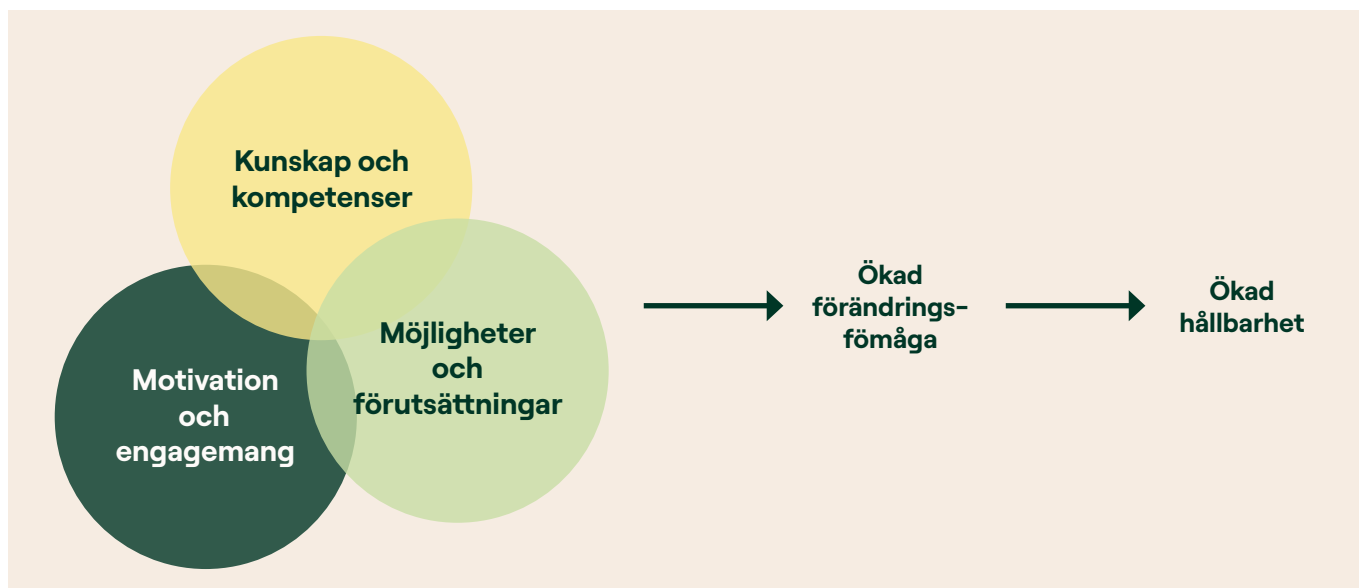 Kunskap och
kompetenser
Möjligheter
och
förutsättningar
Motivation
och
engagemang
Ökad
förändrings-
fömåga
Ökad
hållbarhet